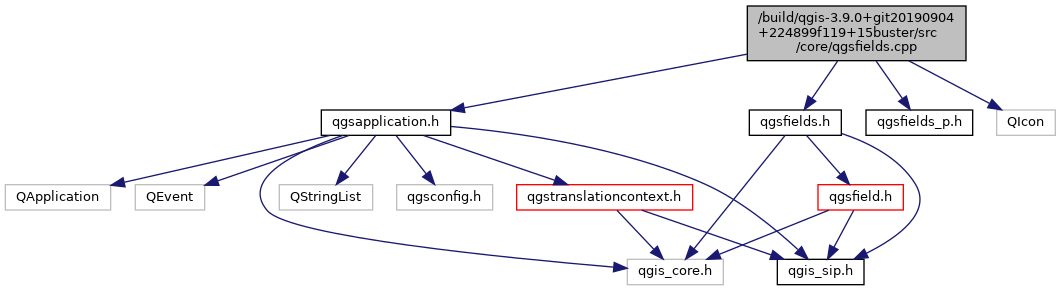 /build/qgis-3.9.0+git20190904
+224899f119+15buster/src
/core/qgsfields.cpp
qgsapplication.h
qgsfields.h
qgsfields_p.h
QIcon
QApplication
QEvent
QStringList
qgsconfig.h
qgstranslationcontext.h
qgsfield.h
qgis_core.h
qgis_sip.h